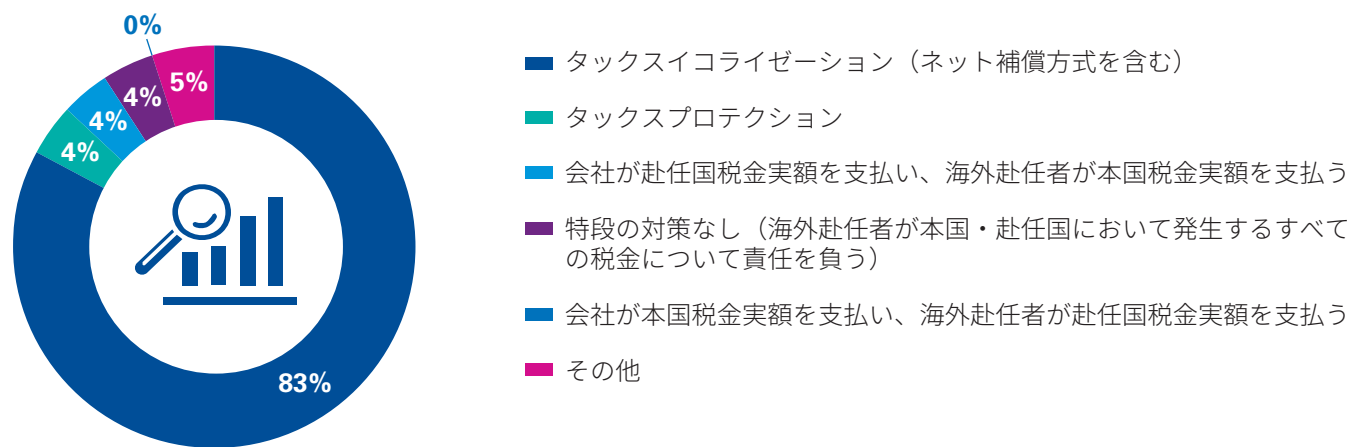 0%
5%
4%
4%
4%
83%
タックスイコライゼーション（ネット補償方式を含む）
タックスプロテクション
会社が赴任国税金実額を支払い、海外赴任者が本国税金実額を支払う
特段の対策なし（海外赴任者が本国・赴任国において発生するすべて
の税金について責任を負う）
会社が本国税金実額を支払い、海外赴任者が赴任国税金実額を支払う
その他